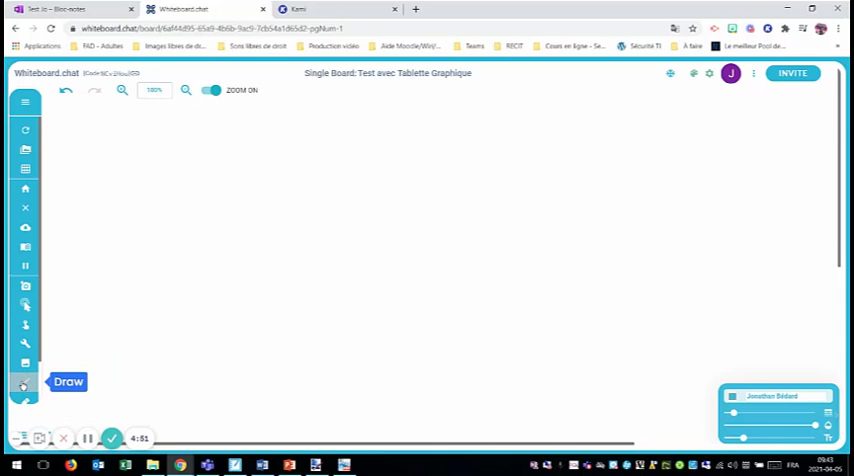 Test Jo – Bloc-notes
Whiteboard.chat
Kami
whiteboard.chat/board/6af44d95-65a9-4b6b-9ac9-7cb54a1d65d2-pgNum-1
Applications
FAD - Adultes
Images libres de dr...
Sons libres de droit
Production vidéo
Aide Moodle/Win/...
Teams
RECIT
Cours en ligne - Se...
Sécurité TI
À faire
Le meilleur Pool de...
Whiteboard.chat
Single Board: Test avec Tablette Graphique
J
INVITE
100%
ZOOM ON
Draw
Jonathan Bédard
Tr
4:51
FRA
09:43
2021-04-05